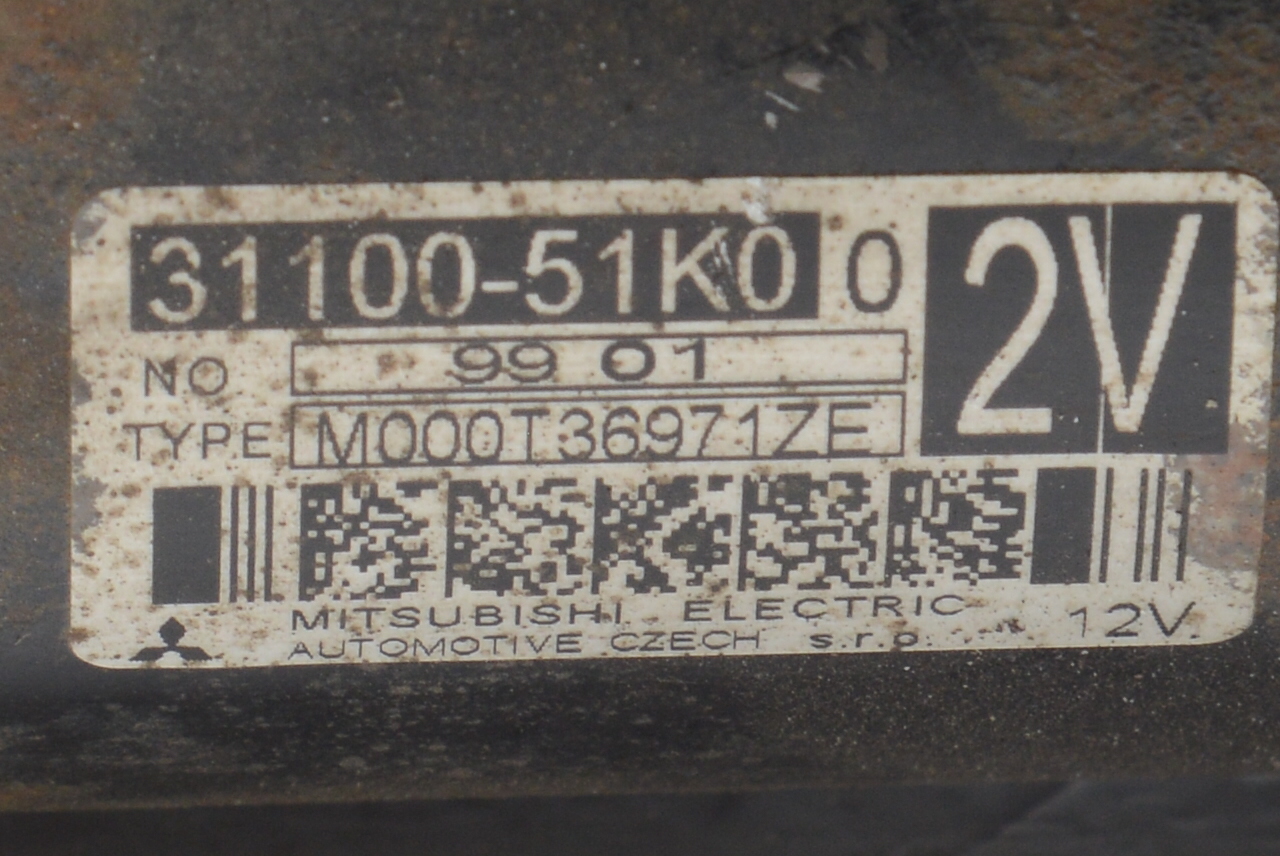 31100-51K0 0 2V
NO 99 01
TYPE M000T36971ZE
MITSUBISHI ELECTRIC
AUTOMOTIVE CZECH s.r.o. 12V